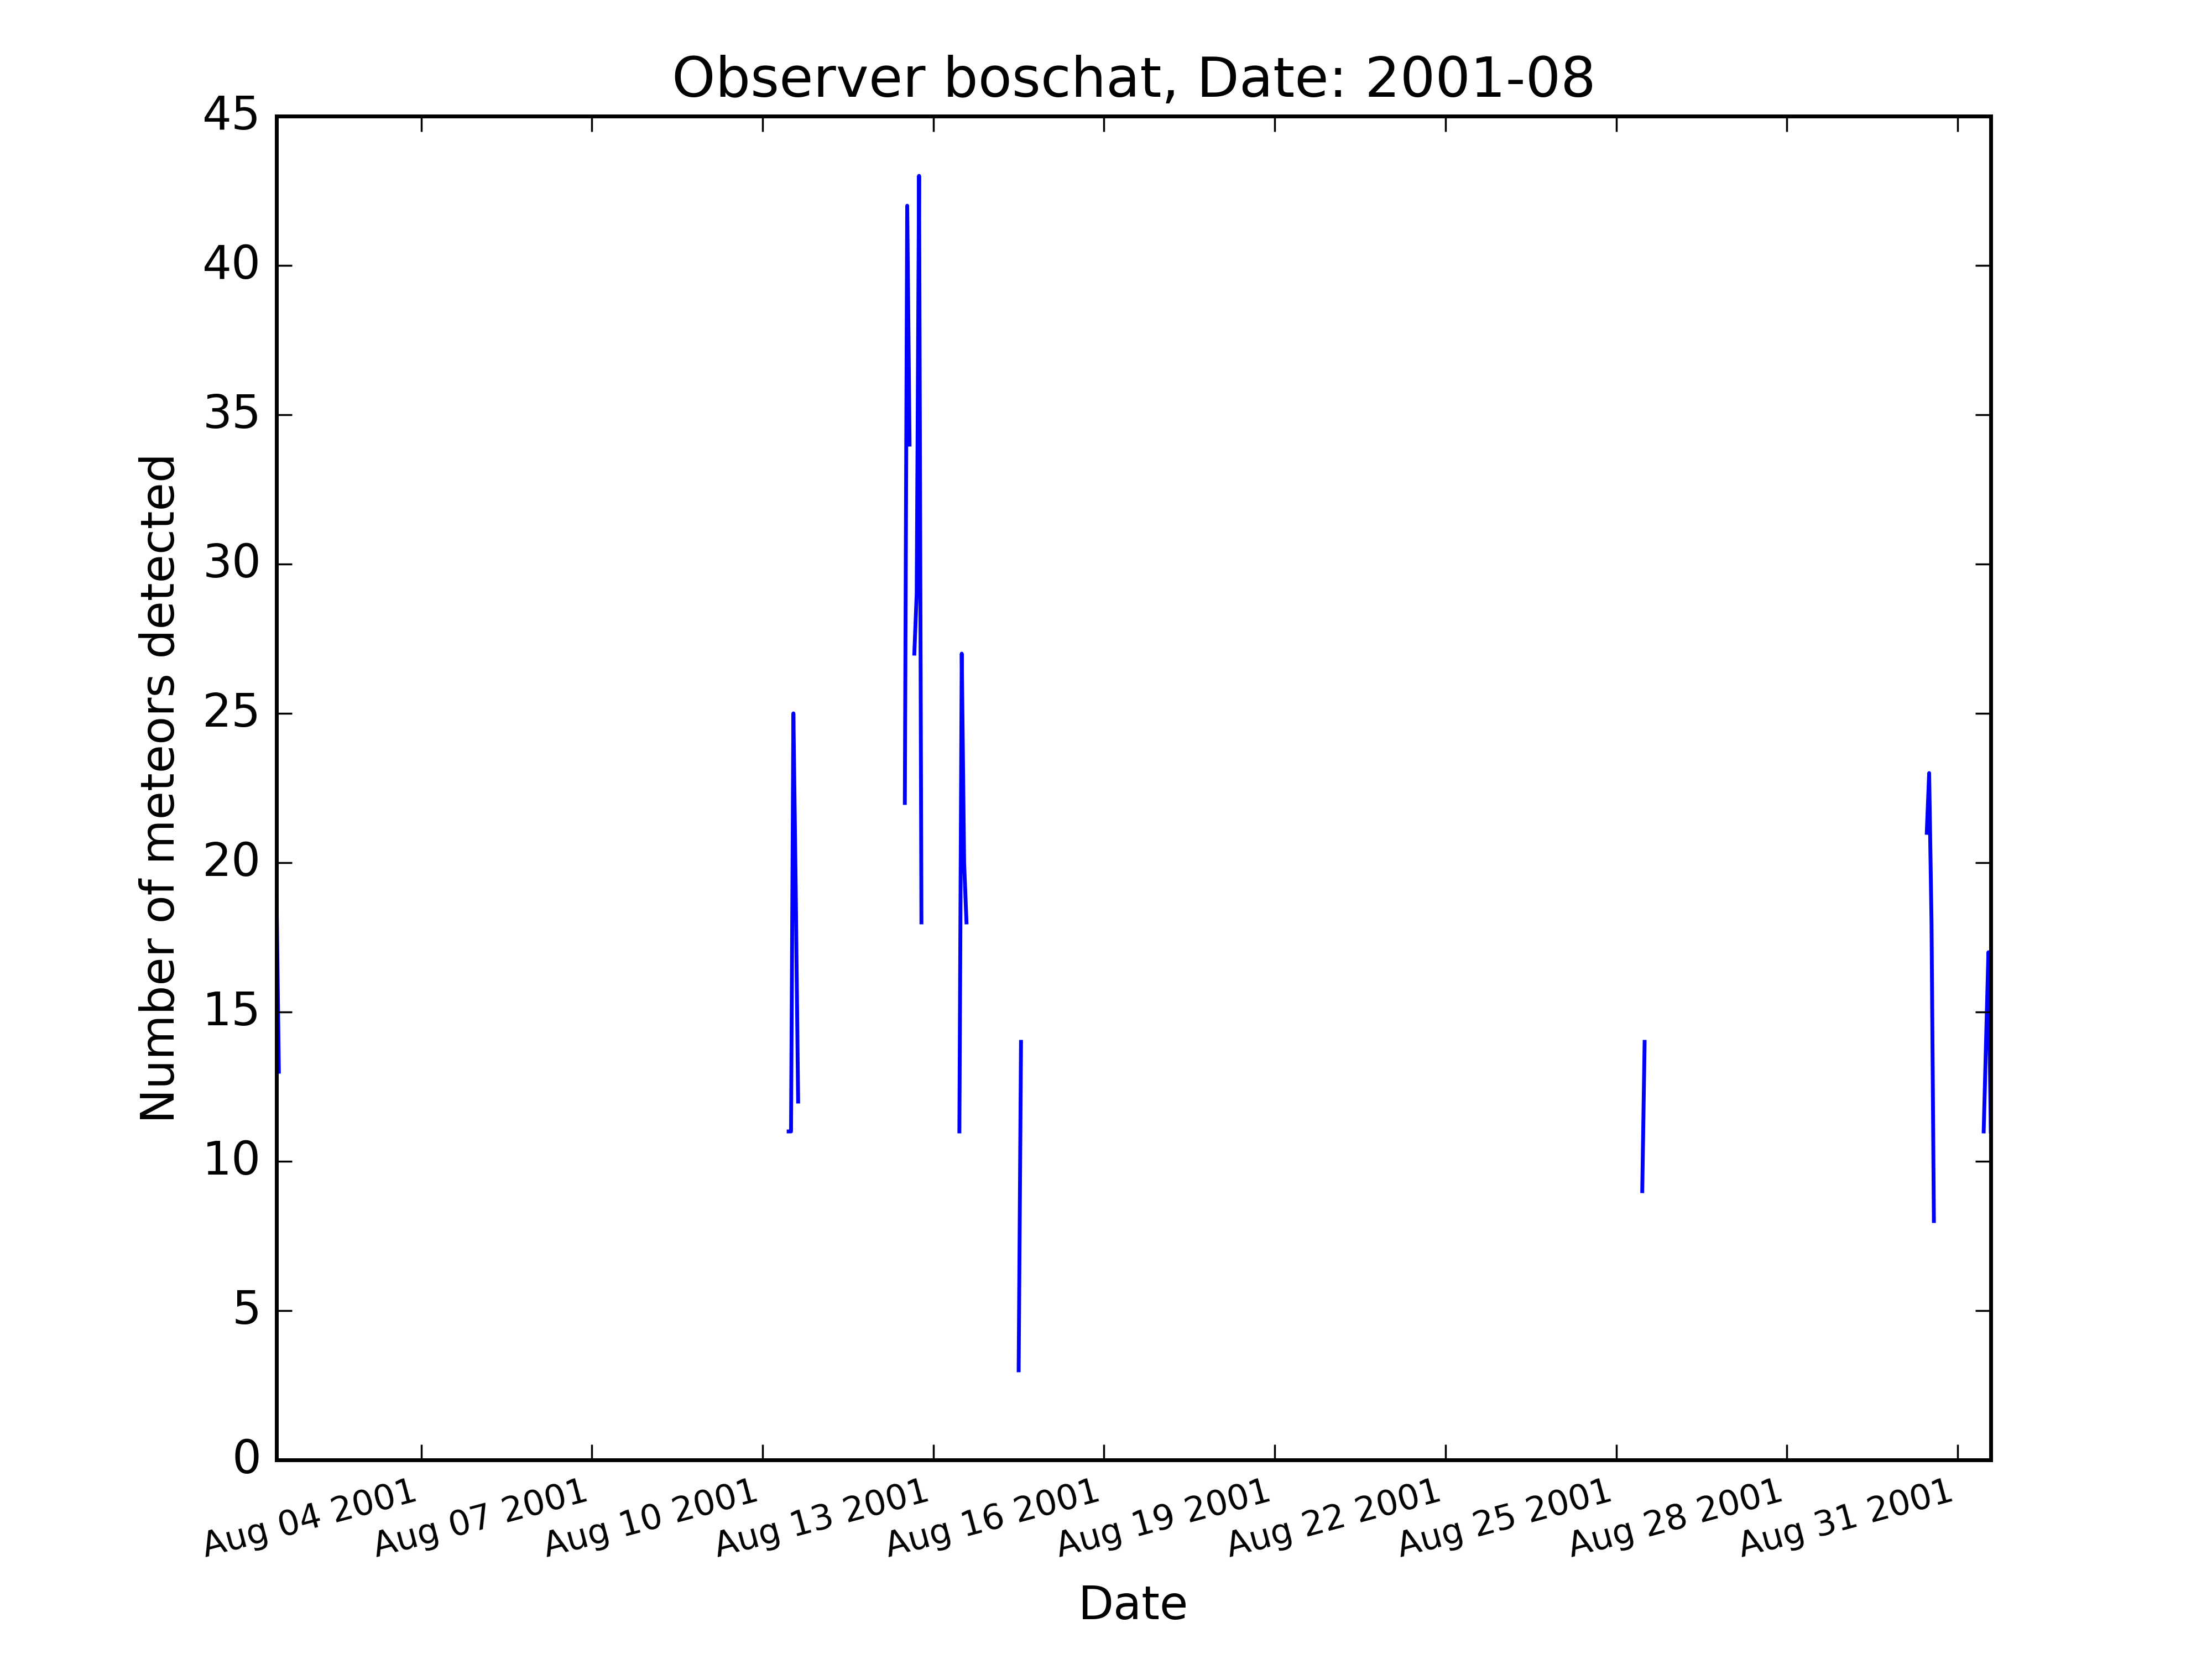 Observer boschat, Date: 2001-08
45
40
35
30
25
20
15
10
5
0
Number of meteors detected
Aug 04 2001
Aug 07 2001
Aug 10 2001
Aug 13 2001
Aug 16 2001
Aug 19 2001
Aug 22 2001
Aug 25 2001
Aug 28 2001
Aug 31 2001
Date